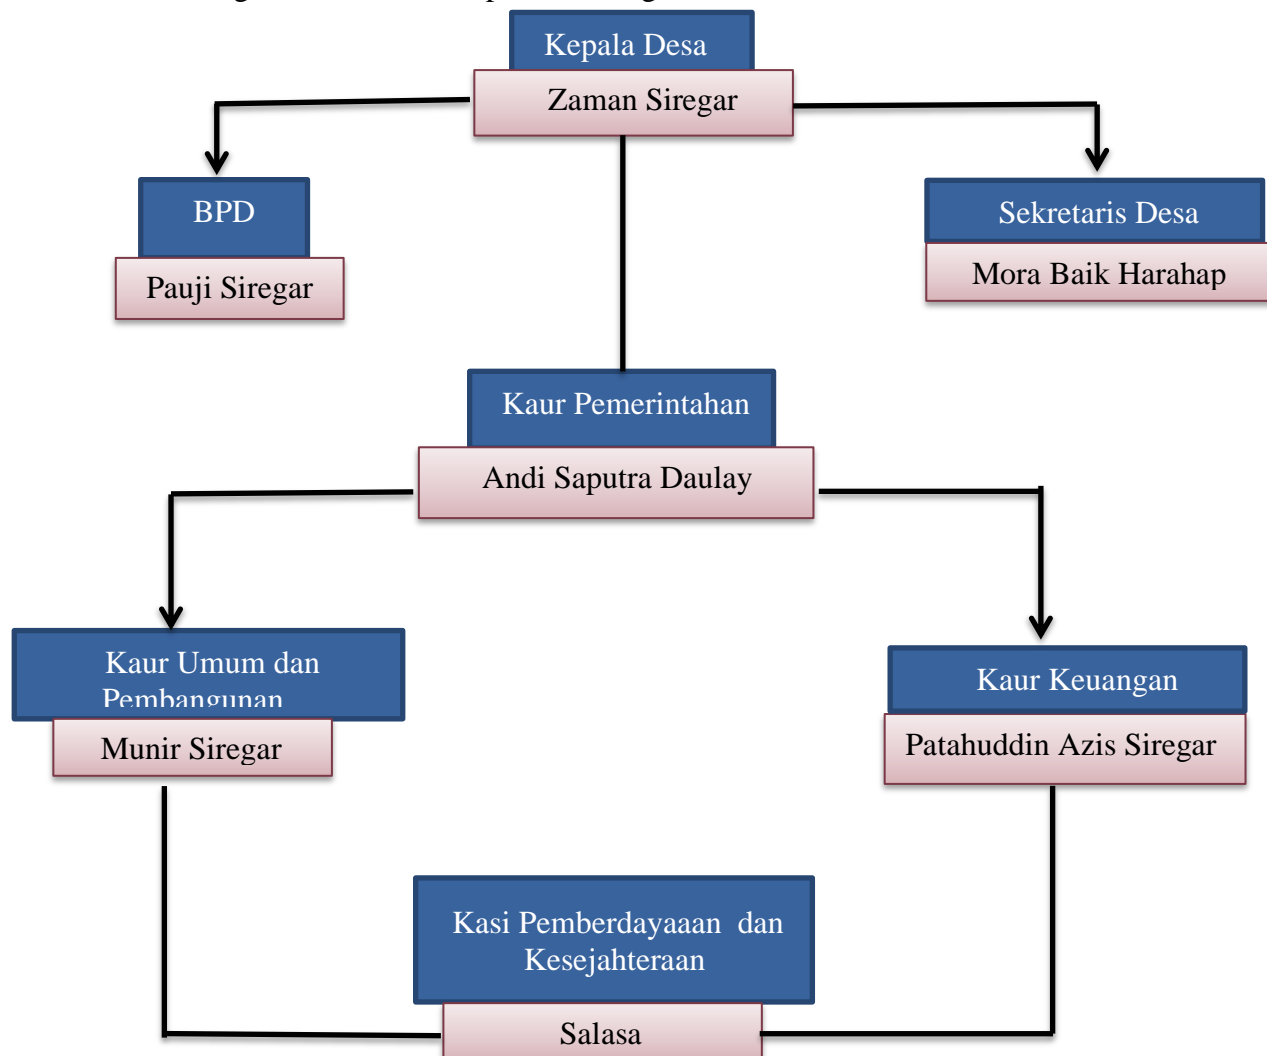 Kepala Desa
Zaman Siregar
BPD
Sekretaris Desa
Pauji Siregar
Mora Baik Harahap
Kaur Pemerintahan
Andi Saputra Daulay
Kaur Umum dan
Pembangunan
Kaur Keuangan
Munir Siregar
Patahuddin Azis Siregar
Kasi Pemberdayaaan  dan
Kesejahteraan
Salasa